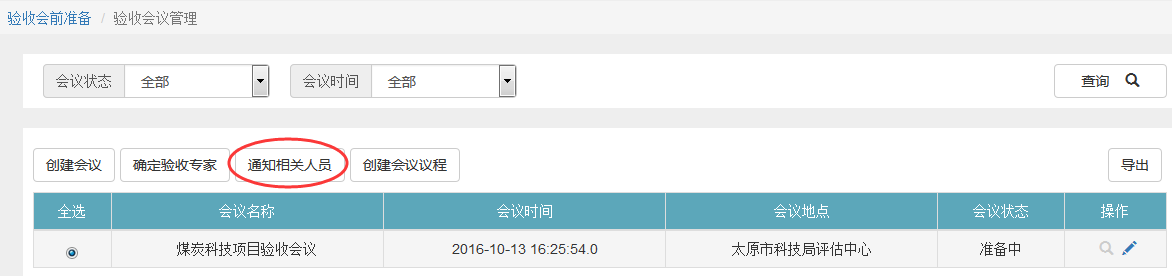 验收会前准备 / 验收会议管理
会议状态 全部 会议时间 全部 查询
创建会议 确定验收专家 通知相关人员 创建会议议程 导出
全选 会议名称 会议时间 会议地点 会议状态 操作
煤炭科技项目验收会议 2016-10-13 16:25:54.0 太原市科技局评估中心 准备中